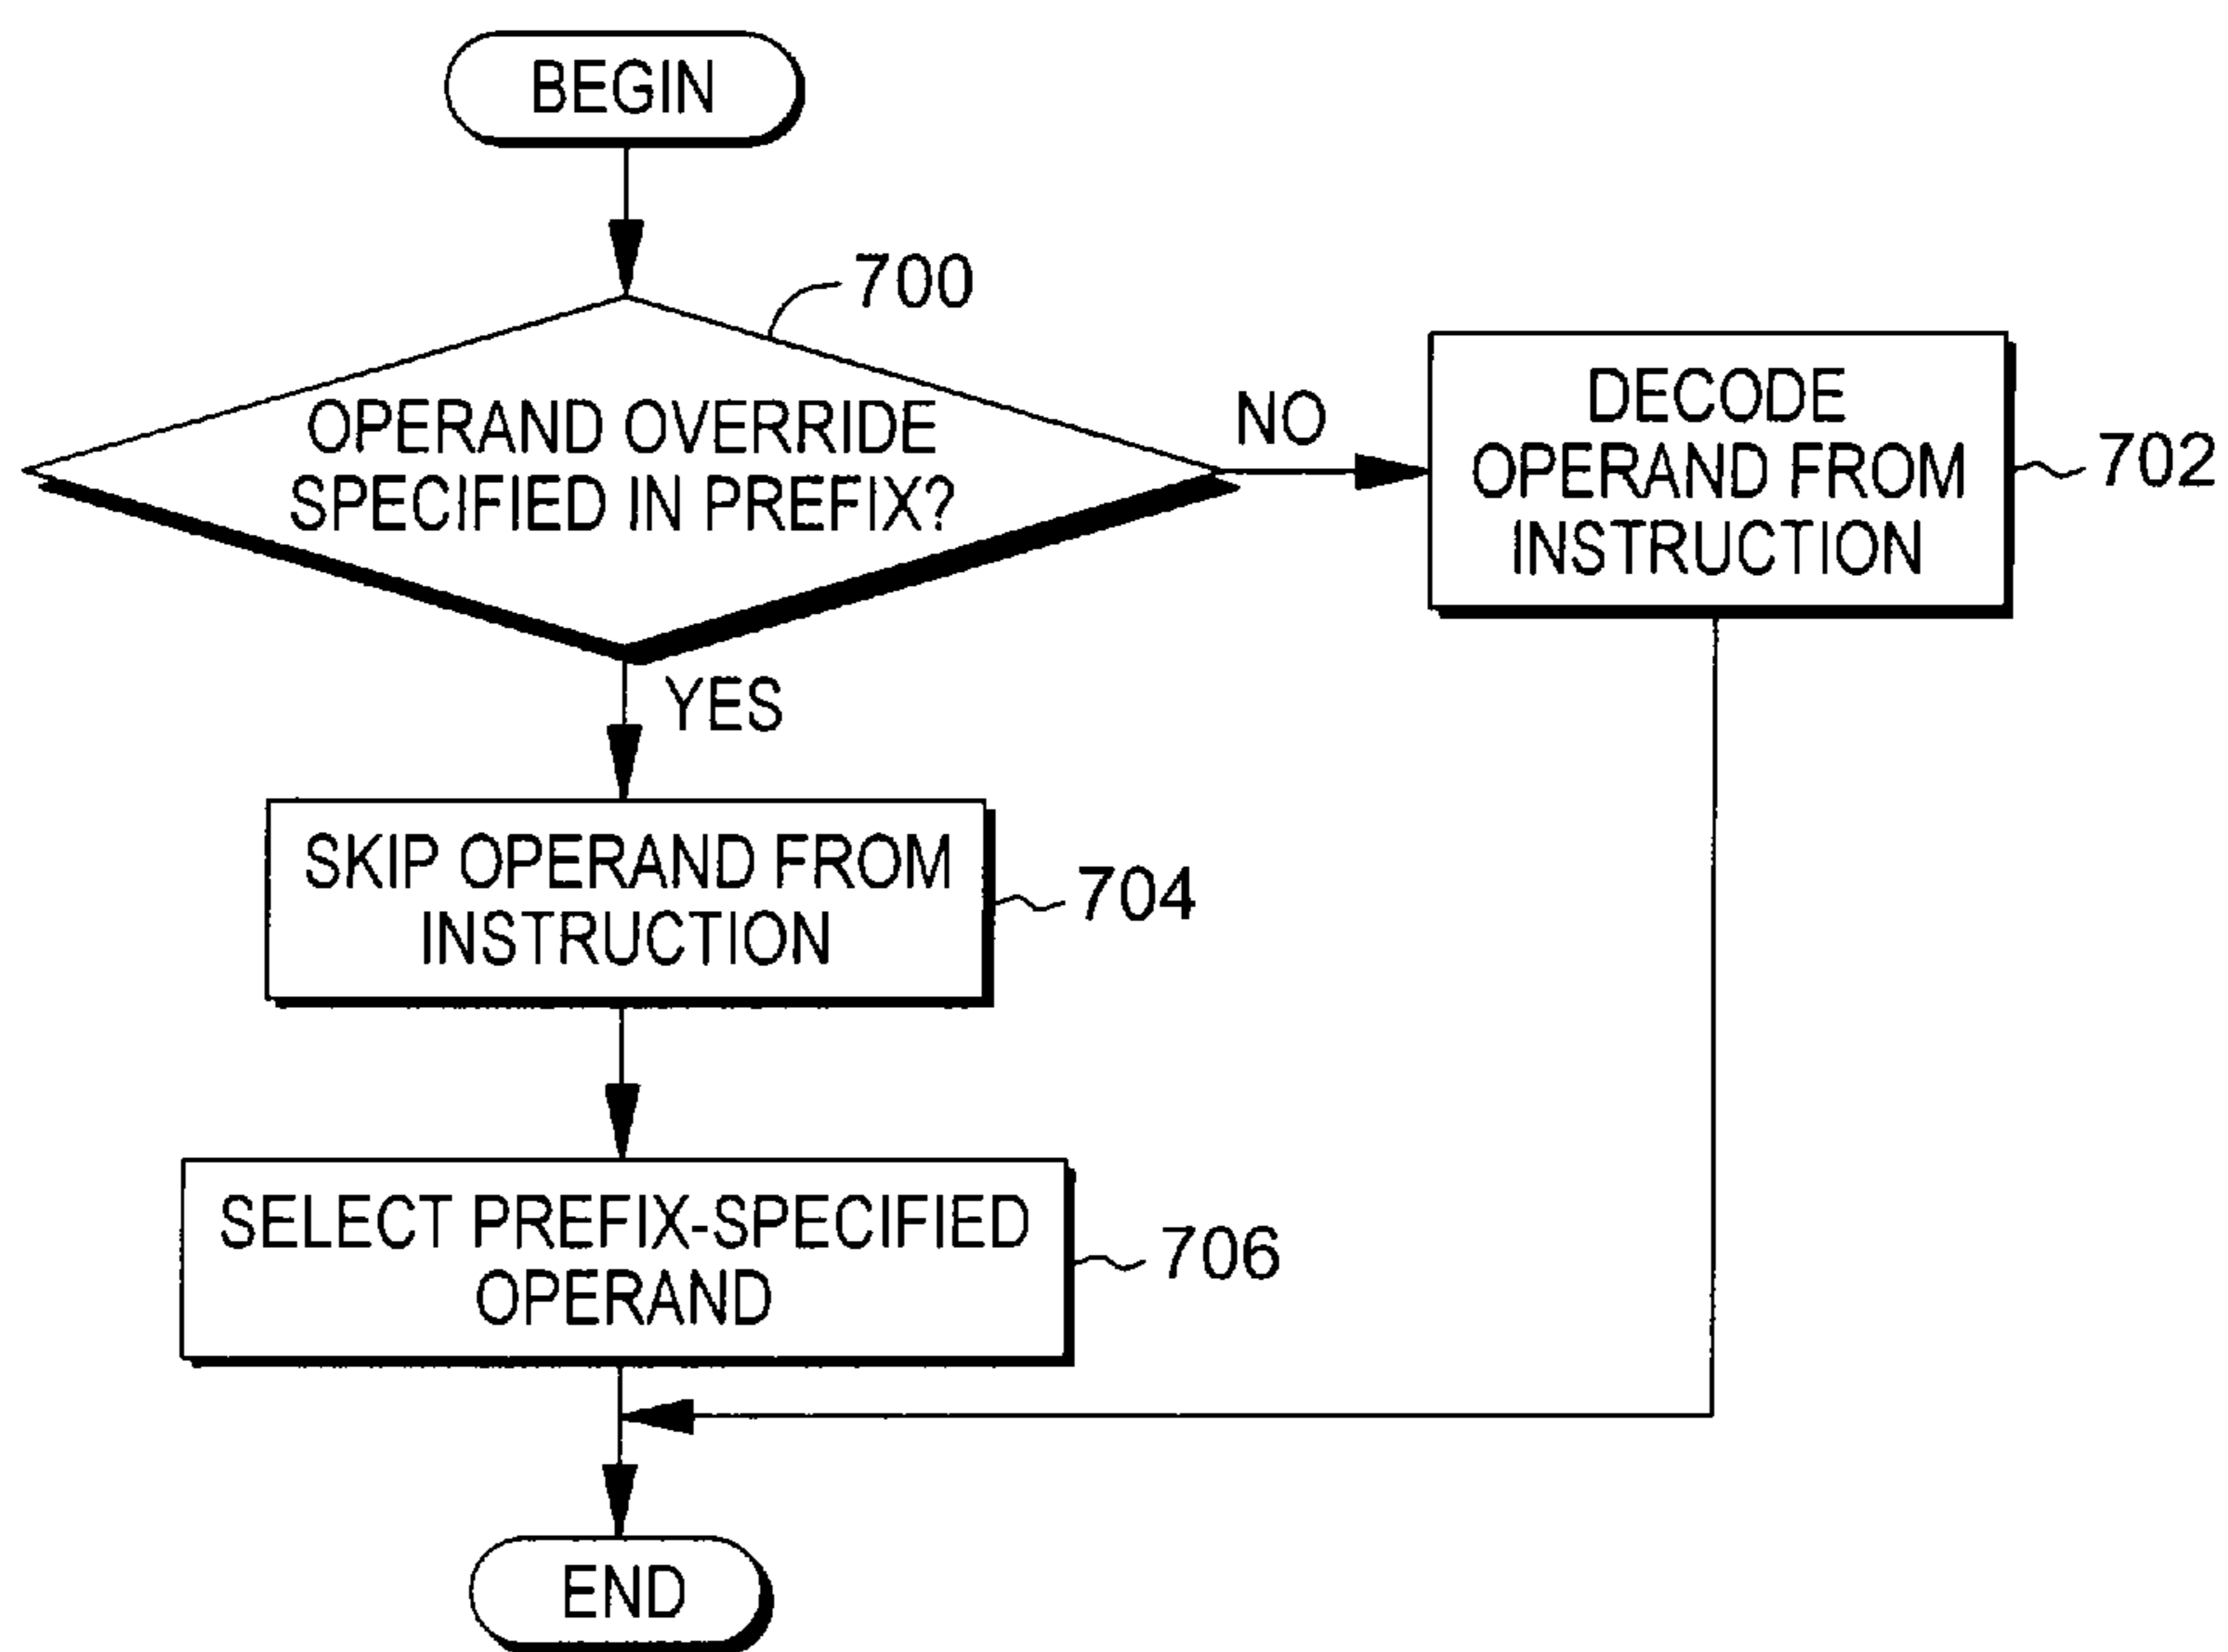 BEGIN
700
OPERAND OVERRIDE
SPECIFIED IN PREFIX?
NO
DECODE
OPERAND FROM
INSTRUCTION
702
YES
SKIP OPERAND FROM
INSTRUCTION
704
SELECT PREFIX-SPECIFIED
OPERAND
706
END